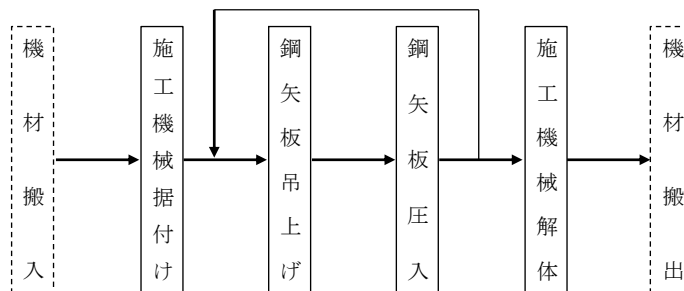 機材搬入
施工機械据付け
鋼矢板吊上げ
鋼矢板圧入
施工機械解体
機材搬出